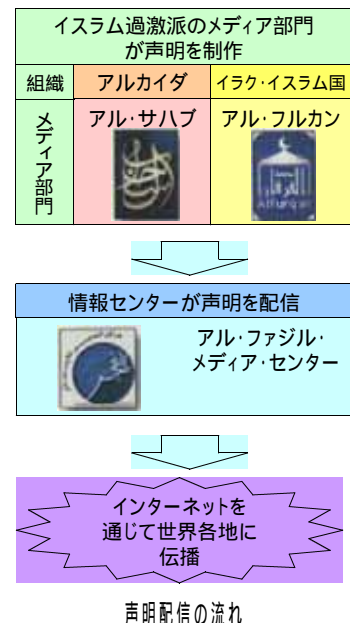 イスラム過激派のメディア部門
が声明を制作
組織
アルカイダ
イラク・イスラム国
メディア部門
アル・サハブ
アル・フルカン
情報センターが声明を配信
アル・ファジル・
メディア・センター
インターネットを
通じて世界各地に
伝播
声明配信の流れ